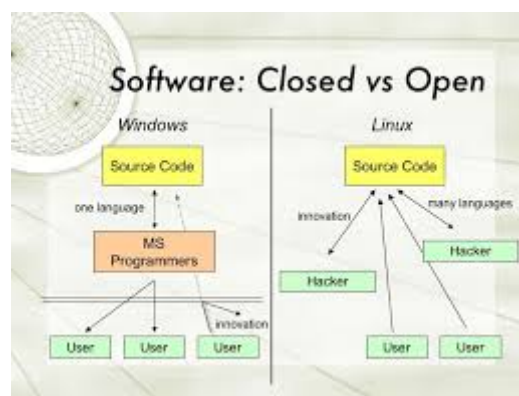 Software: Closed vs Open
Windows
Source Code
one language
MS
Programmers
innovation
User
User
User
Linux
Source Code
innovation
many languages
Hacker
Hacker
User
User